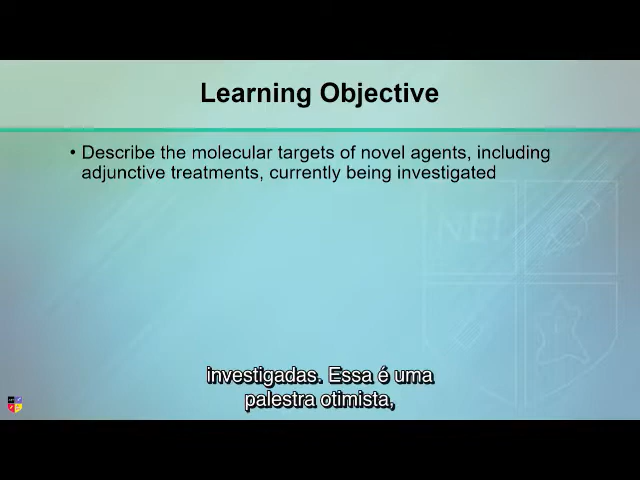 Learning Objective
• Describe the molecular targets of novel agents, including
adjunctive treatments, currently being investigated
NEI
investigadas. Essa é uma
palestra otimista,